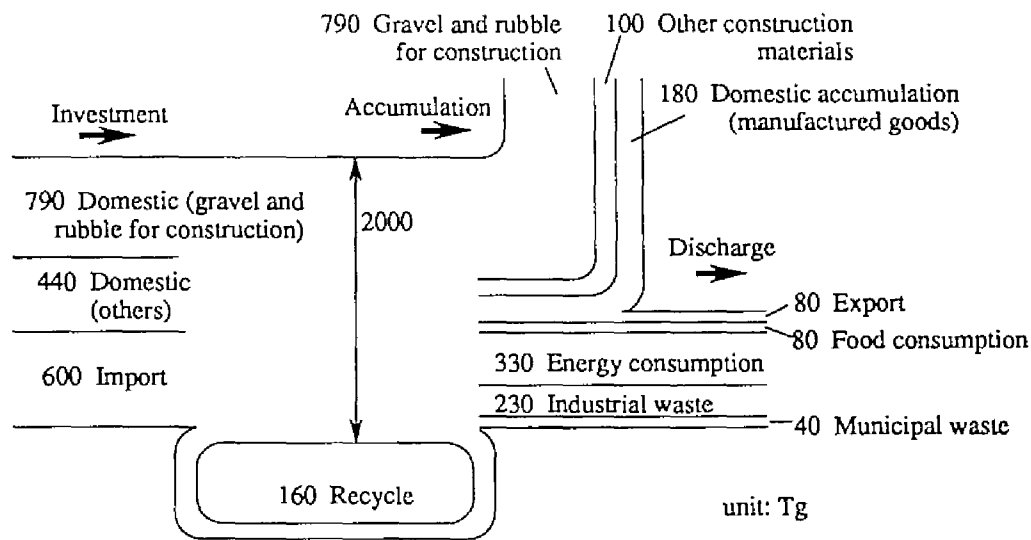 790 Gravel and rubble
for construction
100 Other construction
materials
Investment
Accumulation
180 Domestic accumulation
(manufactured goods)
790 Domestic (gravel and
rubble for construction)
2000
440 Domestic
(others)
Discharge
80 Export
80 Food consumption
600 Import
330 Energy consumption
230 Industrial waste
40 Municipal waste
160 Recycle
unit: Tg